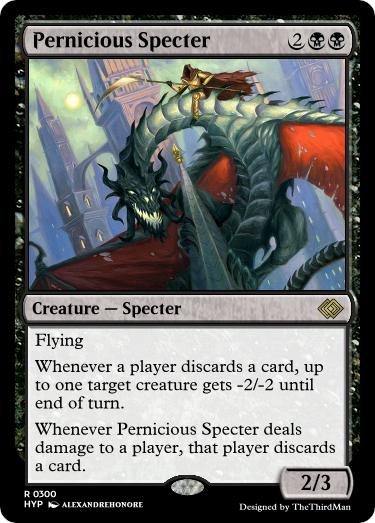 Pernicious Specter 2
Creature — Specter
Flying
Whenever a player discards a card, up
to one target creature gets -2/-2 until
end of turn.
Whenever Pernicious Specter deals
damage to a player, that player discards
a card.
2/3
R 0300
HYP ALEXANDREHONORE
Designed by TheThirdMan